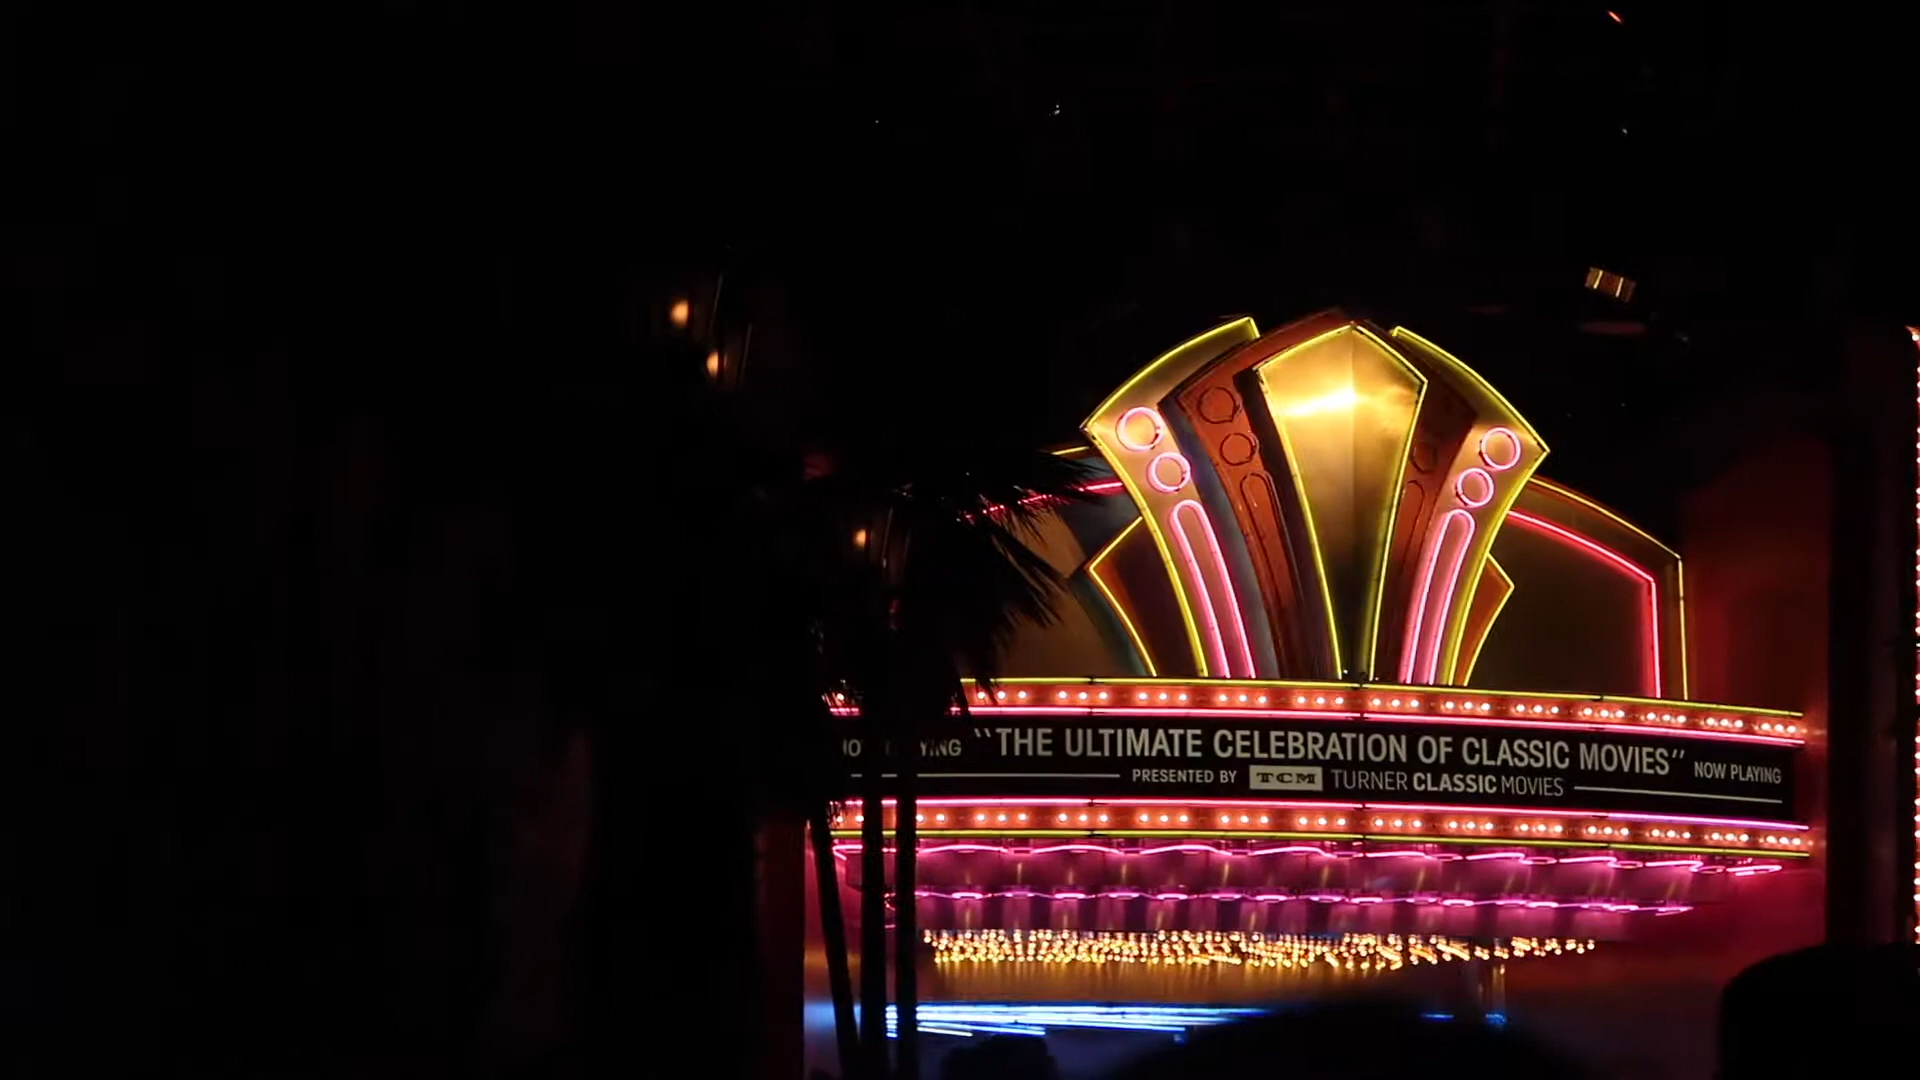 "THE ULTIMATE CELEBRATION OF CLASSIC MOVIES" NOW PLAYING
PRESENTED BY TCM TURNER CLASSIC MOVIES